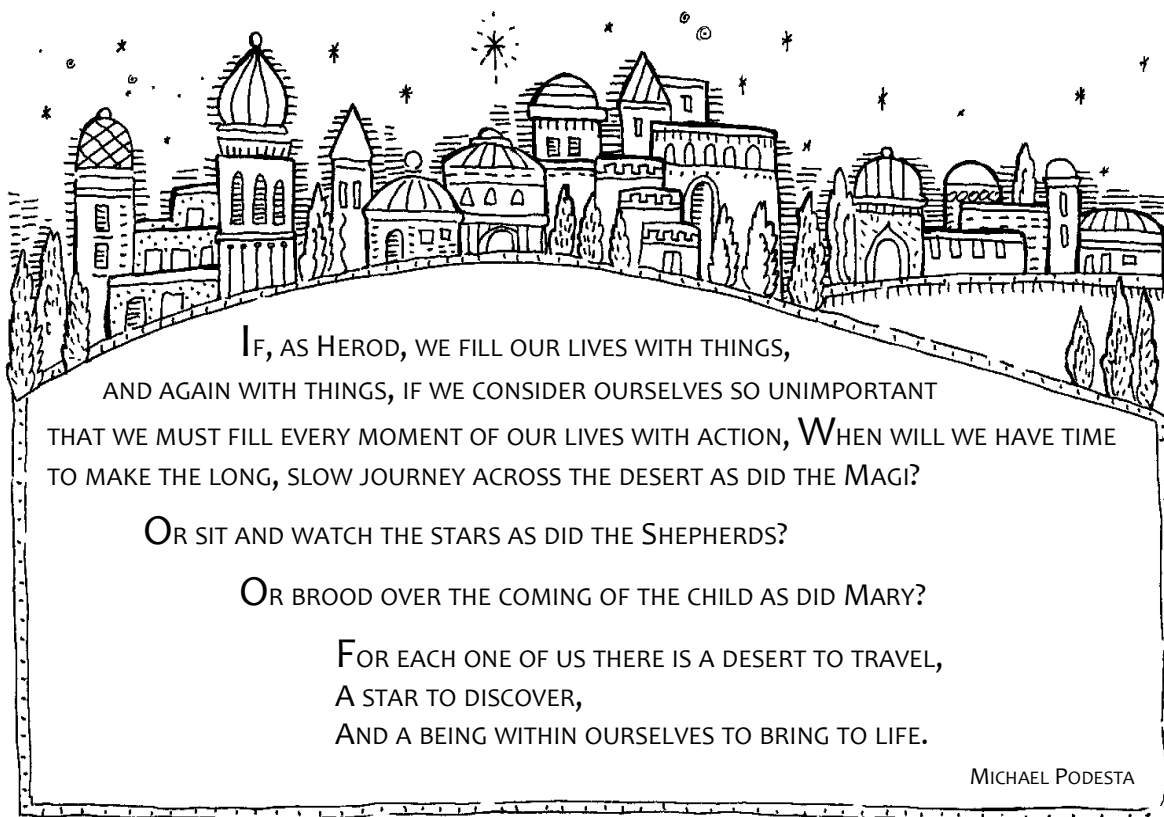 If, as Herod, we fill our lives with things,
and again with things, if we consider ourselves so unimportant
that we must fill every moment of our lives with action, When will we have time
to make the long, slow journey across the desert as did the Magi?
Or sit and watch the stars as did the Shepherds?
Or brood over the coming of the child as did Mary?
For each one of us there is a desert to travel,
A star to discover,
And a being within ourselves to bring to life.
Michael Podesta